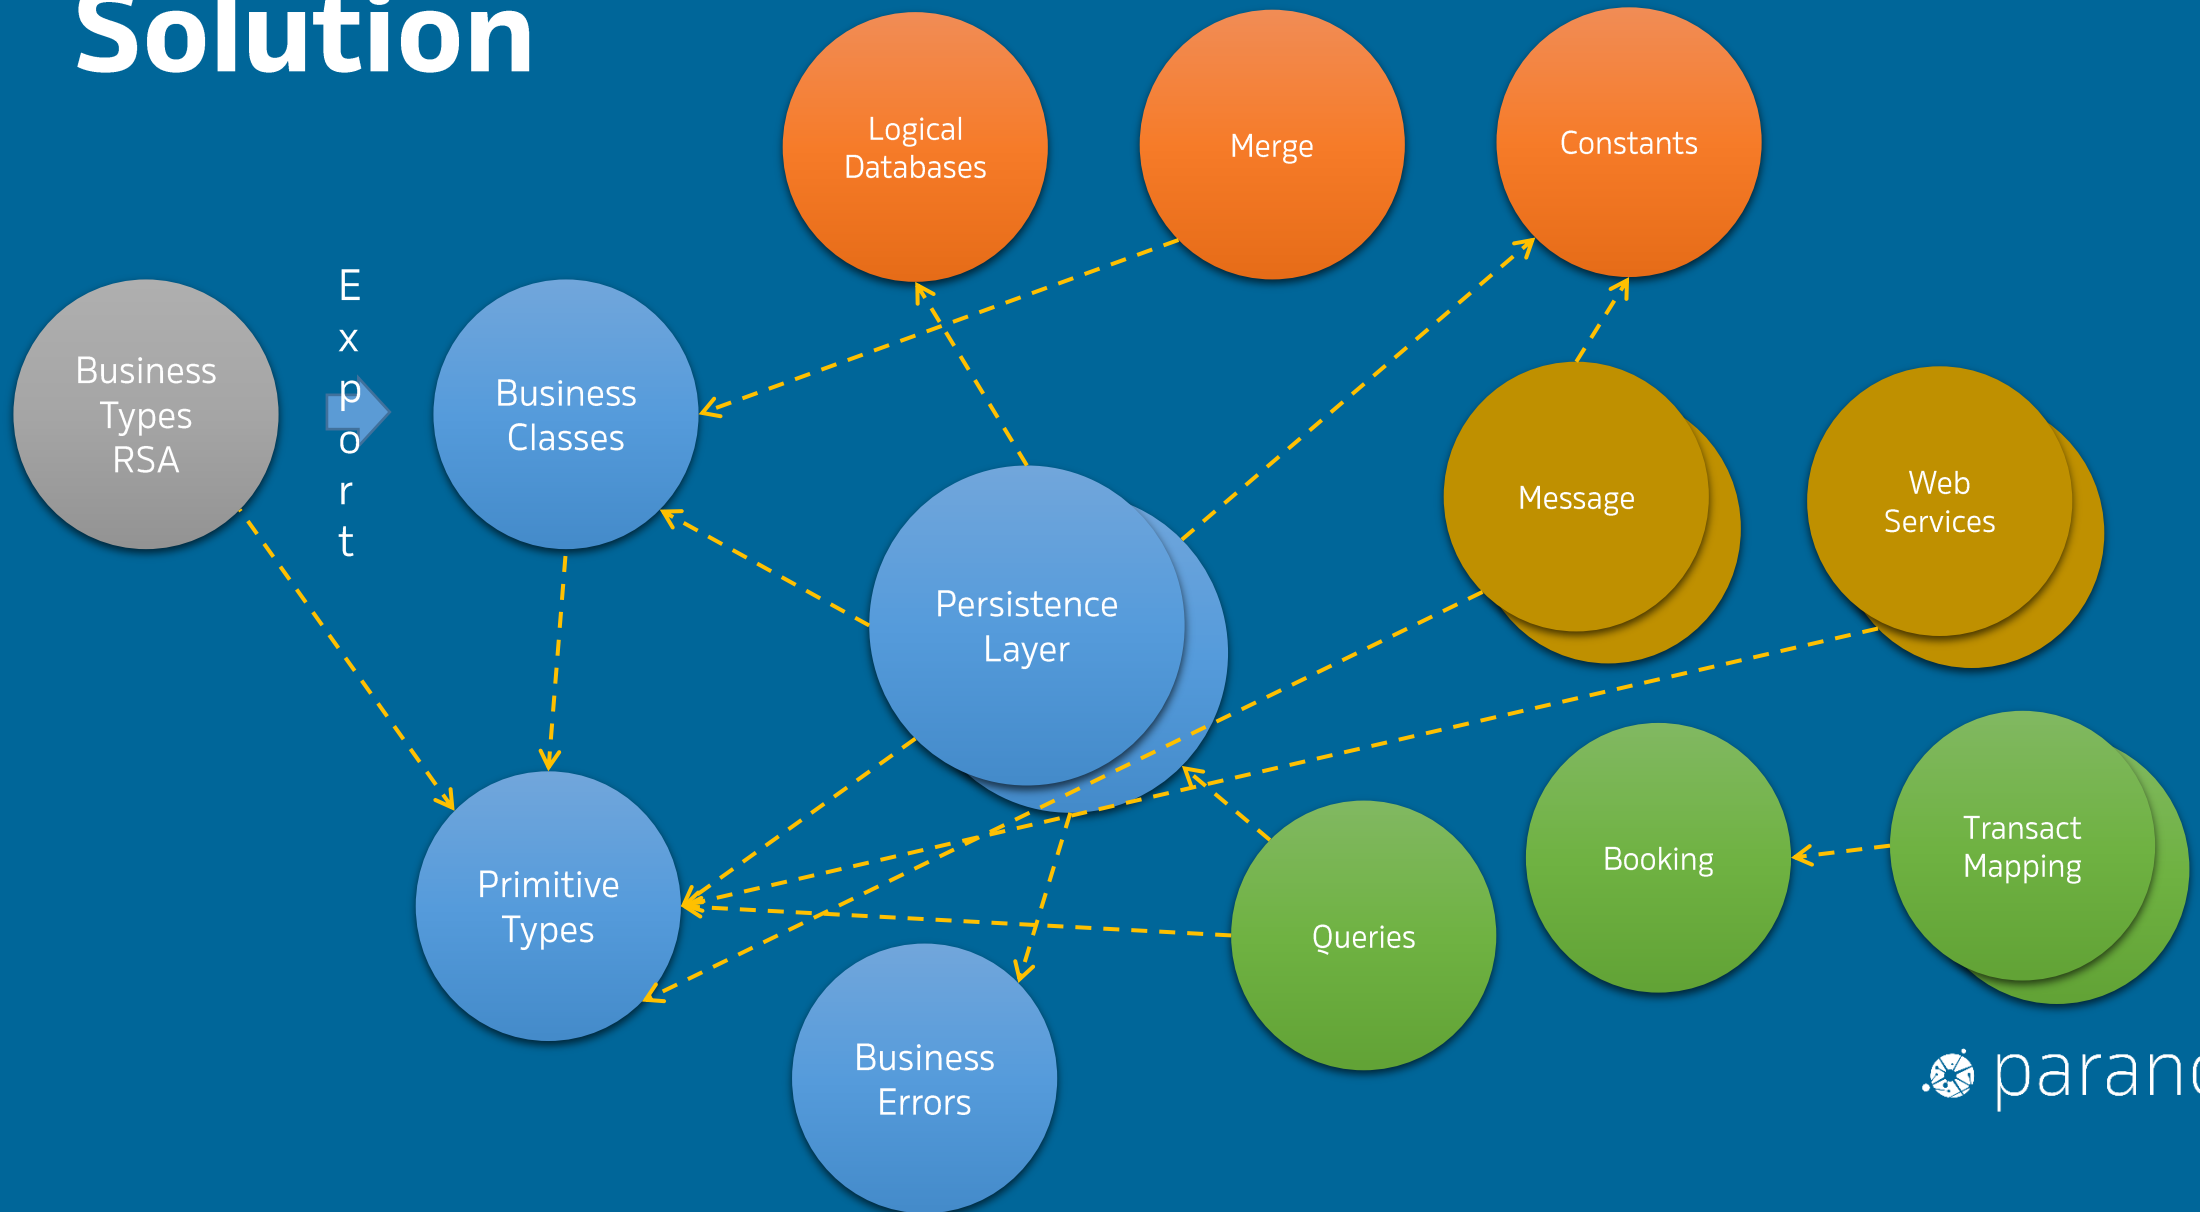 Solution
Logical
Databases
Merge
Constants
Business
Types
RSA
E
x
p
o
r
t
Business
Classes
Persistence
Layer
Message
Web
Services
Primitive
Types
Business
Errors
Queries
Booking
Transact
Mapping